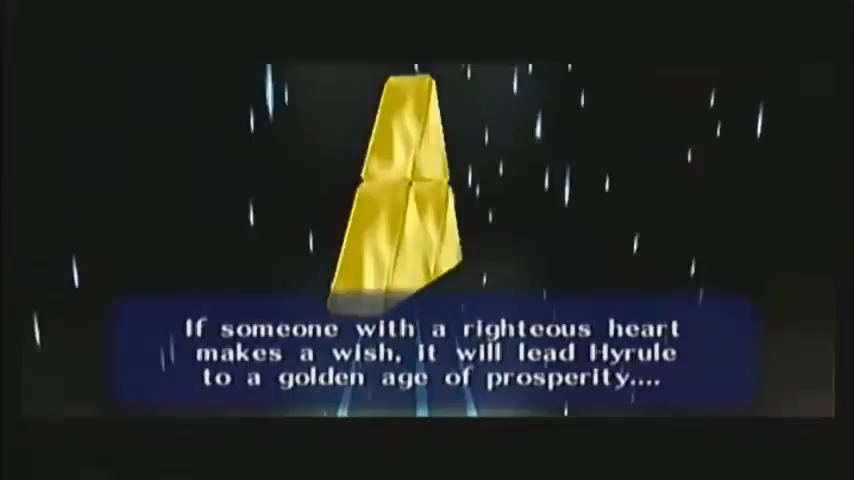 If someone with a righteous heart
makes a wish, it will lead Hyrule
to a golden age of prosperity....